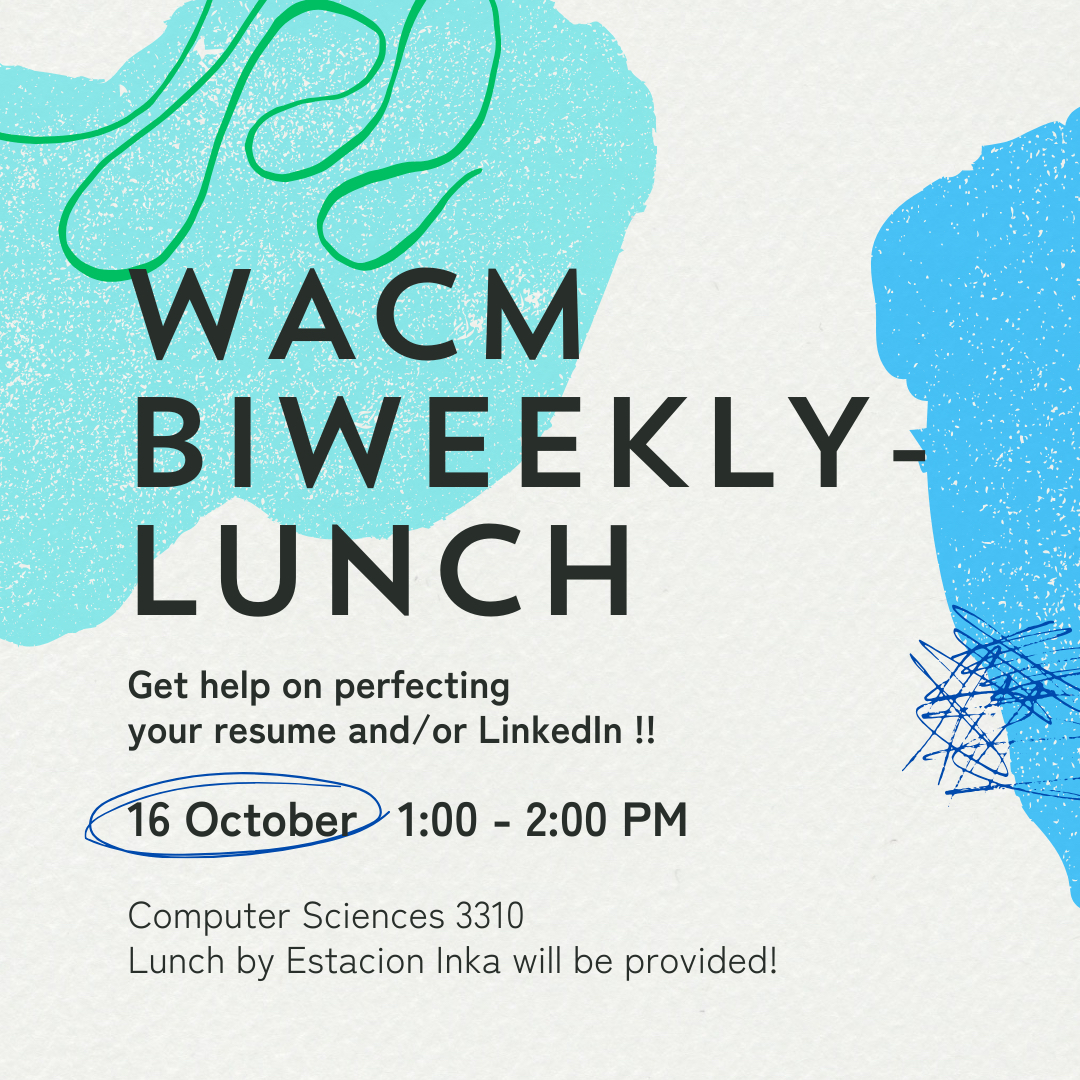 WACM
BIWEEKLY-
LUNCH
Get help on perfecting
your resume and/or LinkedIn !!
16 October 1:00 - 2:00 PM
Computer Sciences 3310
Lunch by Estacion Inka will be provided!